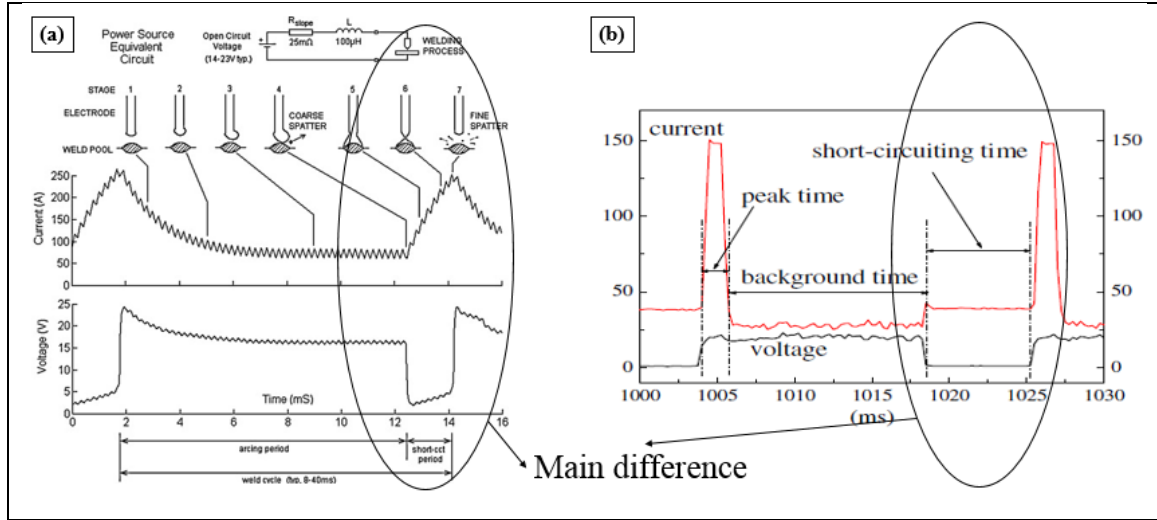 (a)
Power Source
Equivalent
Circuit
Open Circuit
Voltage
(14-23V typ.)
Rslope
25mΩ
L
100µH
WELDING
PROCESS
STAGE 1 2 3 4 5 6 7
ELECTRODE
COARSE
SPATTER
FINE
SPATTER
WELD POOL
Current (A)
250
200
150
100
50
0
Voltage (V)
25
20
15
10
5
0
Time (mS)
0 2 4 6 8 10 12 14 16
arcing period
short-cct
period
weld cycle (typ. 8-40ms)
(b)
150
100
50
0
current
short-circuiting time
peak time
background time
voltage
150
100
50
0
1000 1005 1010 1015 1020 1025 1030
(ms)
Main difference